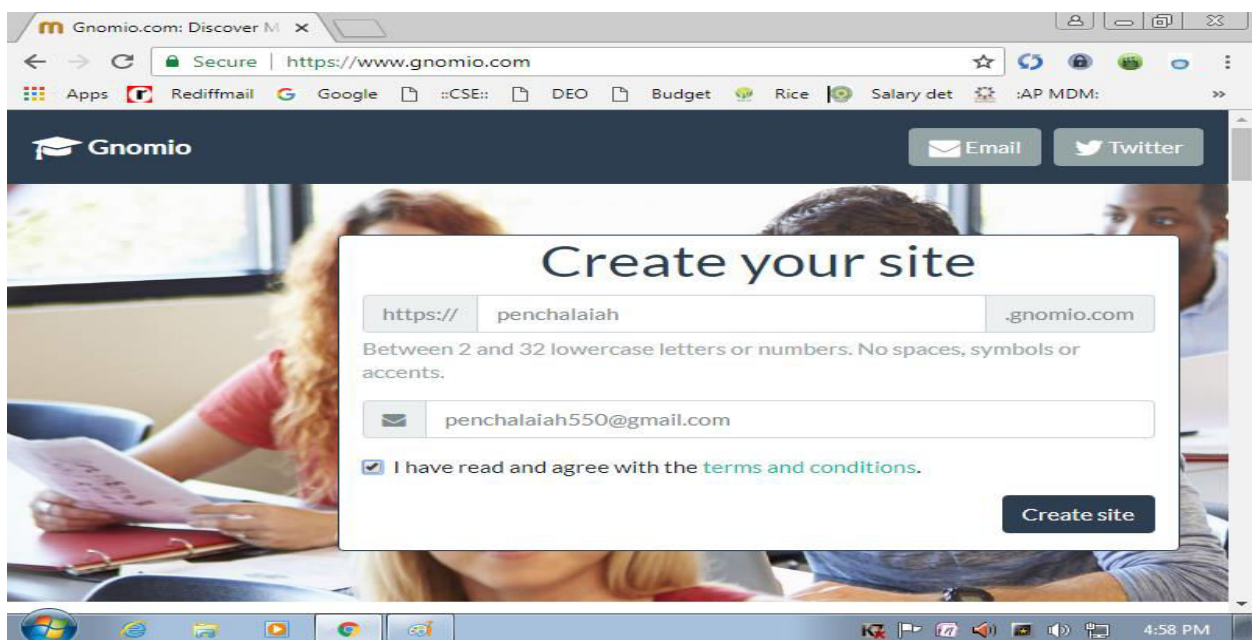 Gnomio.com: Discover M
Secure | https://www.gnomio.com
Apps Rediffmail Google ::CSE:: DEO Budget Rice Salary det :AP MDM: »
Gnomio Email Twitter
Create your site
https:// penchalaiah .gnomio.com
Between 2 and 32 lowercase letters or numbers. No spaces, symbols or
accents.
penchalaiah550@gmail.com
I have read and agree with the terms and conditions.
Create site
4:58 PM